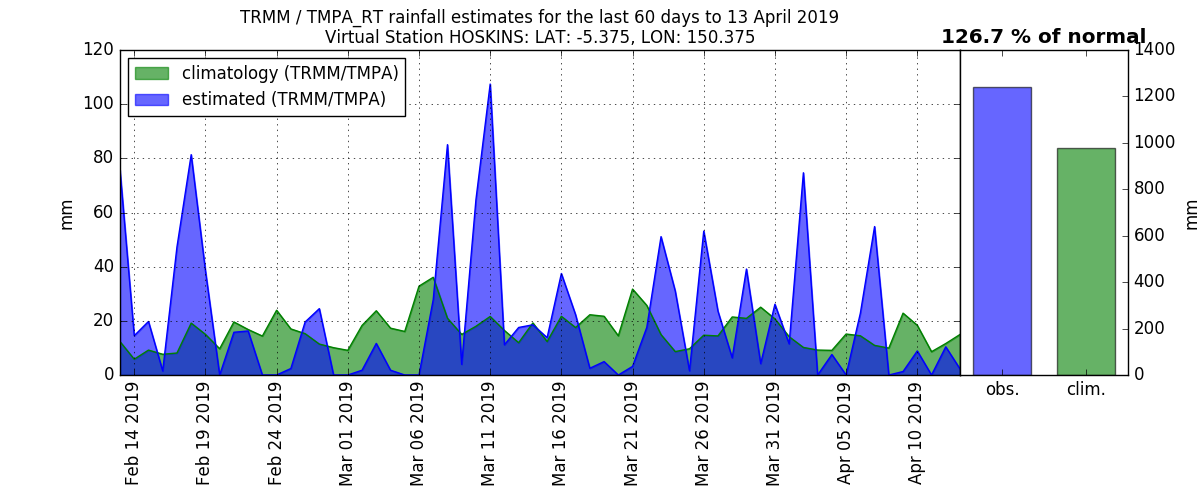 TRMM / TMPA_RT rainfall estimates for the last 60 days to 13 April 2019
Virtual Station HOSKINS: LAT: -5.375, LON: 150.375
126.7 % of normal
climatology (TRMM/TMPA)
estimated (TRMM/TMPA)
mm
120
100
80
60
40
20
0
Feb 14 2019
Feb 19 2019
Feb 24 2019
Mar 01 2019
Mar 06 2019
Mar 11 2019
Mar 16 2019
Mar 21 2019
Mar 26 2019
Mar 31 2019
Apr 05 2019
Apr 10 2019
1400
1200
1000
800
600
400
200
0
mm
obs.
clim.